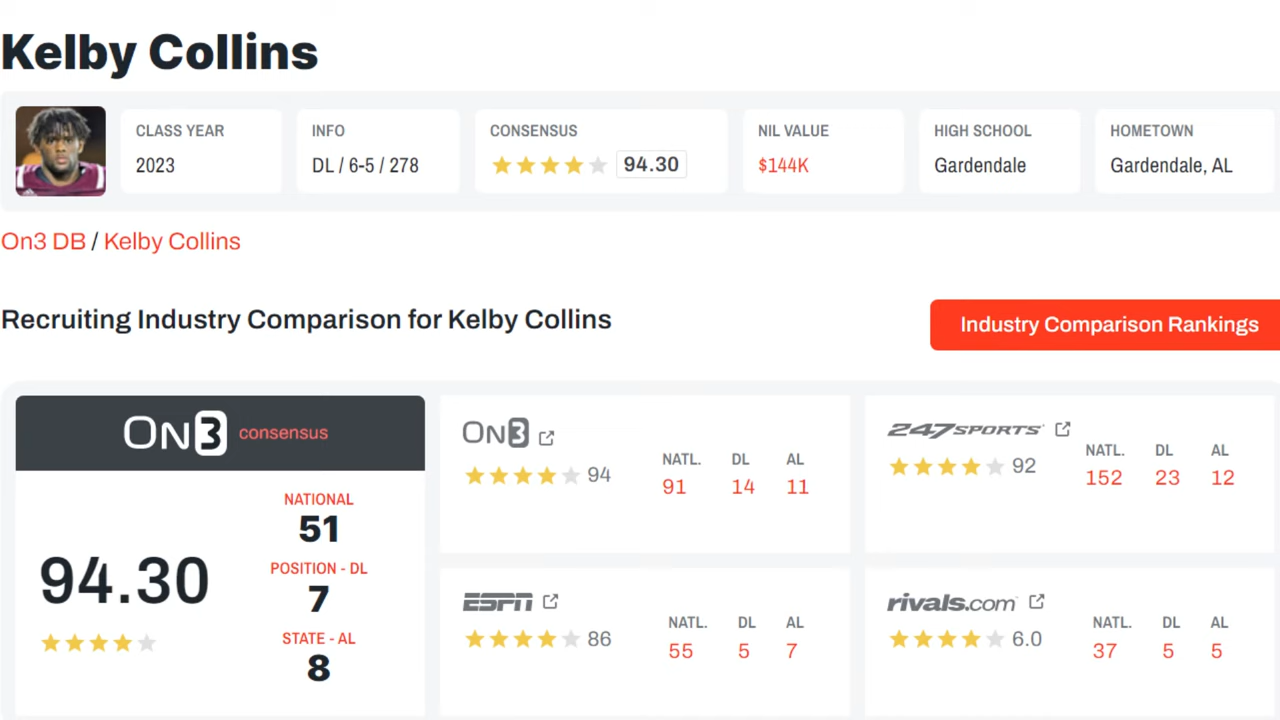 Kelby Collins
CLASS YEAR
2023
INFO
DL / 6-5 / 278
CONSENSUS
94.30
NIL VALUE
$144K
HIGH SCHOOL
Gardendale
HOMETOWN
Gardendale, AL
On3 DB / Kelby Collins
Recruiting Industry Comparison for Kelby Collins
Industry Comparison Rankings
ON3 consensus
94.30
NATIONAL
51
POSITION - DL
7
STATE - AL
8
ON3
94
NATL. DL AL
91 14 11
247SPORTS
92
NATL. DL AL
152 23 12
ESPN
86
NATL. DL AL
55 5 7
rivals.com
6.0
NATL. DL AL
37 5 5